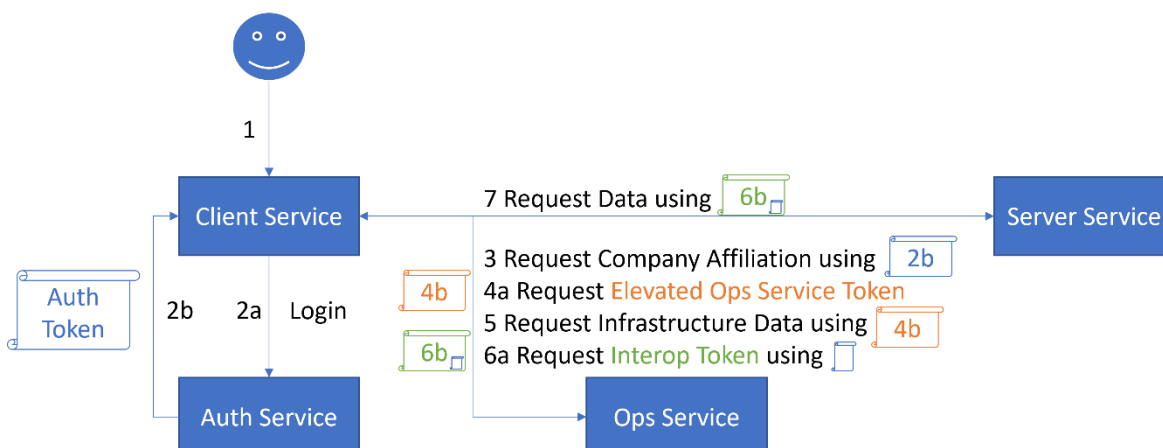 1
7 Request Data using 6b
Client Service
Server Service
3 Request Company Affiliation using 2b
4b
4a Request Elevated Ops Service Token
Auth Token
2b
2a
Login
5 Request Infrastructure Data using 4b
6b
6a Request Interop Token using
Auth Service
Ops Service